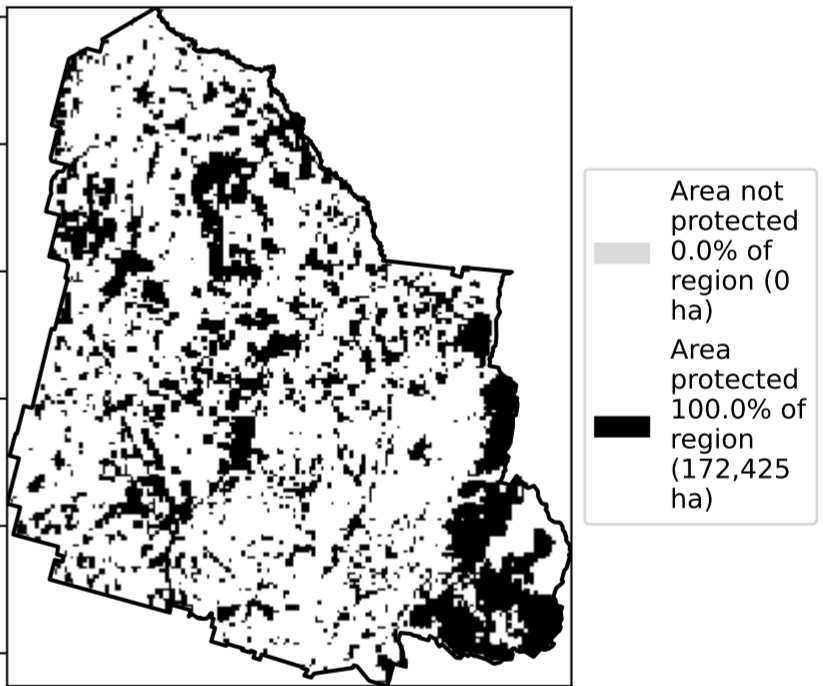 Area not
protected
0.0% of
region (0
ha)
Area
protected
100.0% of
region
(172,425
ha)